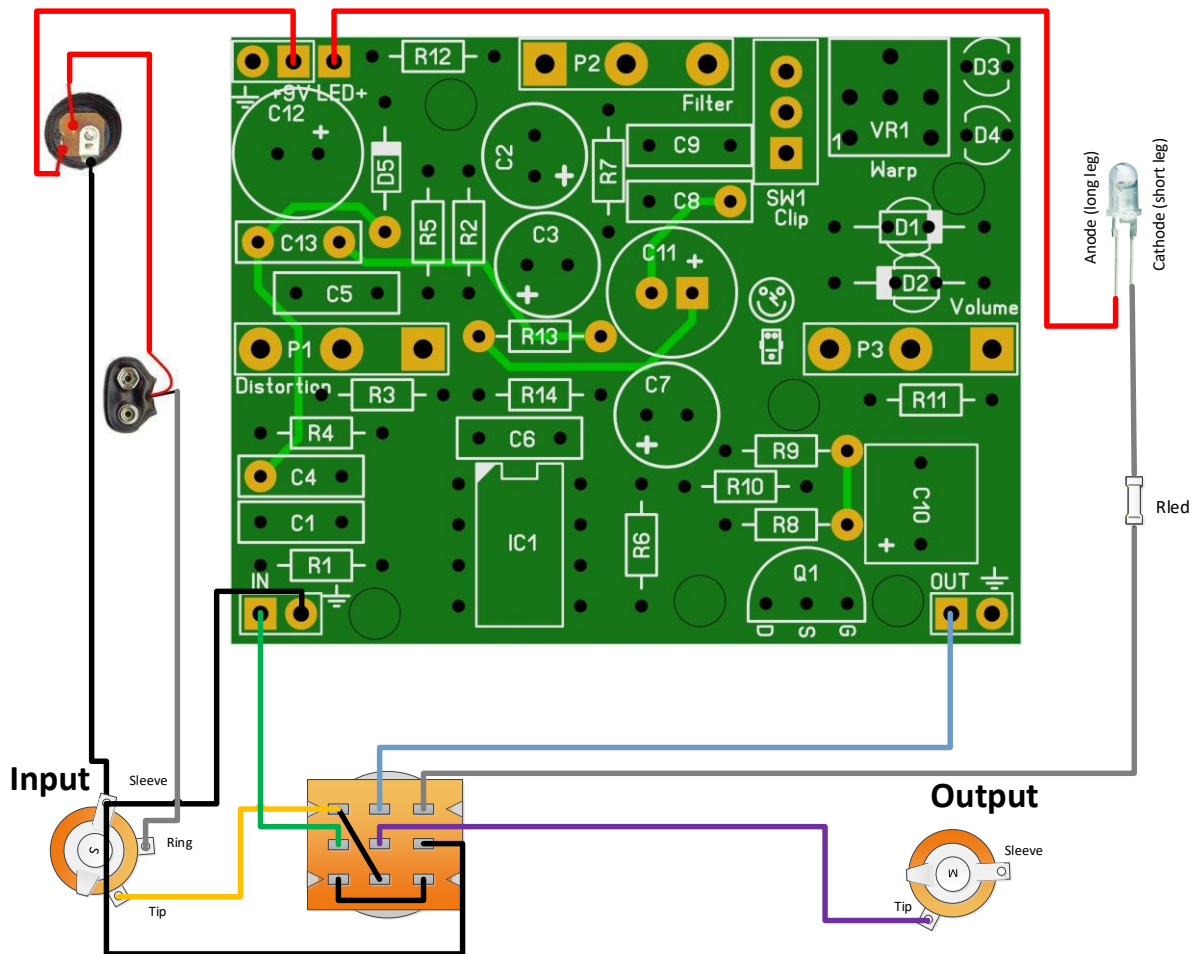 R12
P2
Filter
+9V LED+
C12
+
D5
C2
+
R7
C9
C8
SW1
Clip
1
VR1
Warp
D3
D4
D1
D2
Volume
Anode (long leg)
Cathode (short leg)
R5
R2
C3
+
C11
+
C13
C5
P1
Distortion
R13
P3
R3
R14
C7
+
R11
R4
C6
C4
C1
R1
IN
IC1
R6
R9
R10
R8
C10
+
Q1
D
S
G
OUT
Rled
Input
Sleeve
Ring
Tip
S
Output
Sleeve
Tip
M